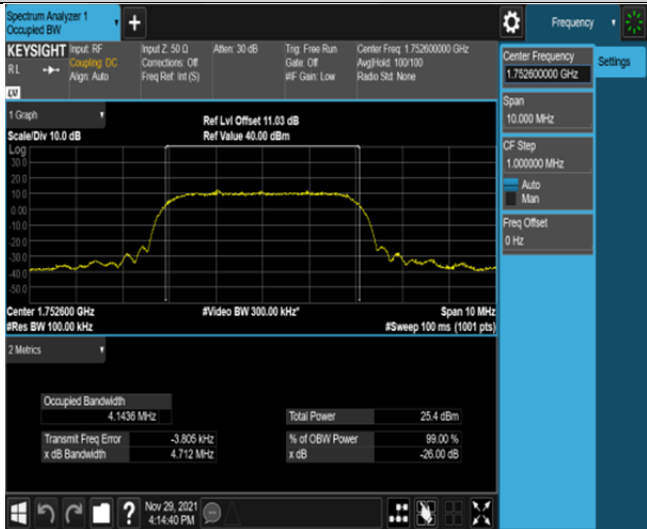 Spectrum Analyzer 1
Occupied BW
+
Frequency
KEYSIGHT
Input: RF
Coupling: DC
Align: Auto
Input Z: 50 Ω
Corrections: Off
Freq Ref: Int (S)
Atten: 30 dB
Trig: Free Run
Gate: Off
#IF Gain: Low
Center Freq: 1.752600000 GHz
Avg|Hold: 100/100
Radio Std: None
RL
LV
Center Frequency
1.752600000 GHz
Settings
Span
10.000 MHz
CF Step
1.000000 MHz
Auto
Man
Freq Offset
0 Hz
1 Graph
Scale/Div 10.0 dB
Ref Lvl Offset 11.03 dB
Ref Value 40.00 dBm
Log
30.0
20.0
10.0
0.00
-10.0
-20.0
-30.0
-40.0
-50.0
Center 1.752600 GHz
#Video BW 300.00 kHz*
Span 10 MHz
#Res BW 100.00 kHz
#Sweep 100 ms (1001 pts)
2 Metrics
Occupied Bandwidth
4.1436 MHz
Total Power 25.4 dBm
Transmit Freq Error -3.805 kHz
% of OBW Power 99.00 %
x dB Bandwidth 4.712 MHz
x dB -26.00 dB
?
Nov 29, 2021
4:14:40 PM